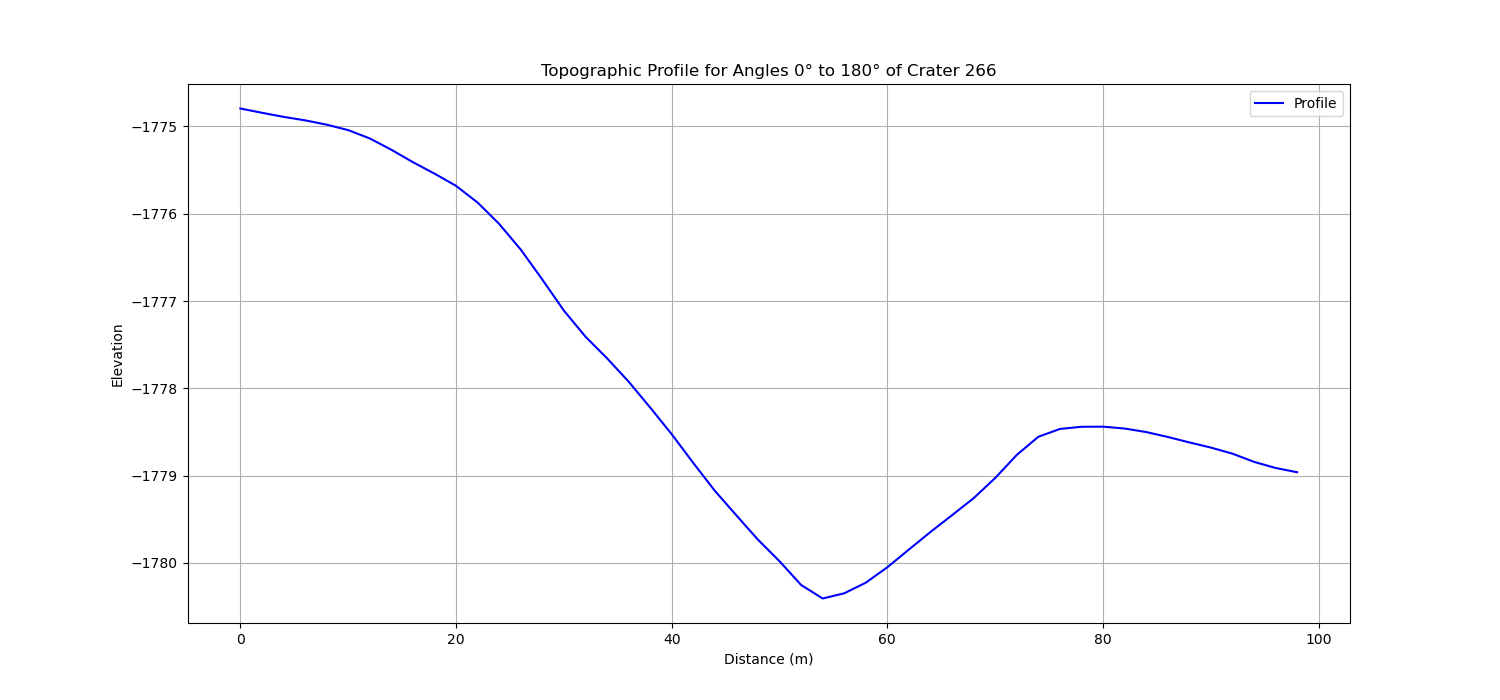 Topographic Profile for Angles 0° to 180° of Crater 266
Profile
−1775
−1776
−1777
−1778
−1779
−1780
Elevation
0 20 40 60 80 100
Distance (m)